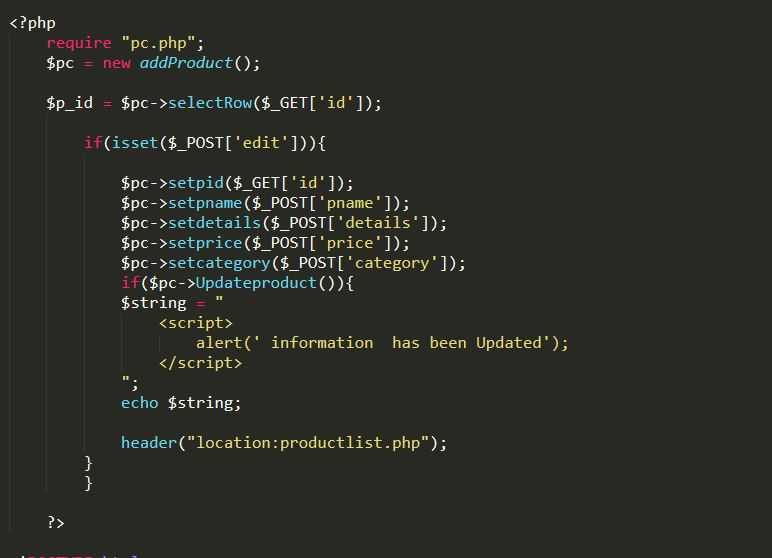 <?php
require "pc.php";
$pc = new addProduct();
$p_id = $pc->selectRow($_GET['id']);
if(isset($_POST['edit'])){
$pc->setpid($_GET['id']);
$pc->setpname($_POST['pname']);
$pc->setdetails($_POST['details']);
$pc->setprice($_POST['price']);
$pc->setcategory($_POST['category']);
if($pc->Updateproduct()){
$string = "
<script>
alert(' information  has been Updated');
</script>
";
echo $string;
header("location:productlist.php");
}
}
?>